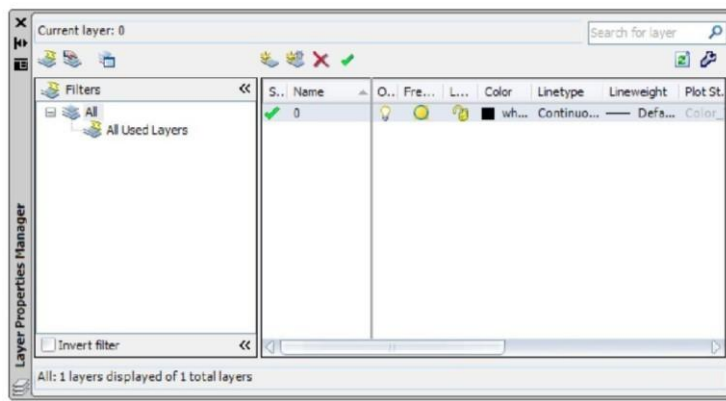 Current layer: 0
Search for layer
Filters
All
All Used Layers
Invert filter
S.. Name O.. Fre... L... Color Linetype Lineweight Plot St.
0 wh... Continuo... Defa... Color_
Layer Properties Manager
All: 1 layers displayed of 1 total layers